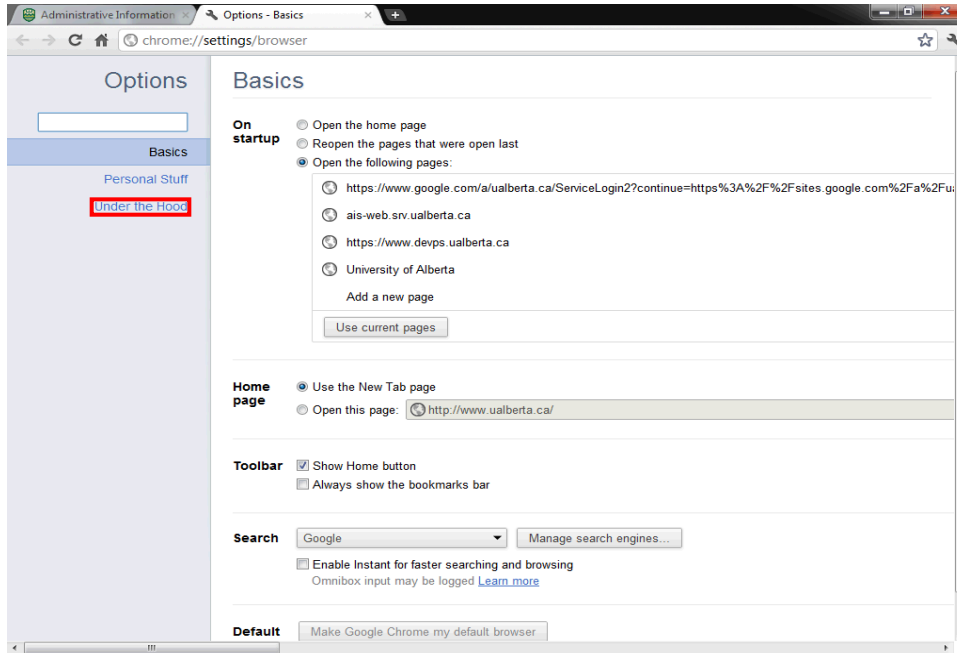 Administrative Information
Options - Basics
chrome://settings/browser
Options
Basics
Personal Stuff
Under the Hood
Basics
On startup
Open the home page
Reopen the pages that were open last
Open the following pages:
https://www.google.com/a/ualberta.ca/ServiceLogin2?continue=https%3A%2F%2Fsites.google.com%2Fa%2Fu
ais-web.srv.ualberta.ca
https://www.devps.ualberta.ca
University of Alberta
Add a new page
Use current pages
Home page
Use the New Tab page
Open this page: http://www.ualberta.ca/
Toolbar
Show Home button
Always show the bookmarks bar
Search
Google
Manage search engines...
Enable Instant for faster searching and browsing
Omnibox input may be logged Learn more
Default
Make Google Chrome my default browser